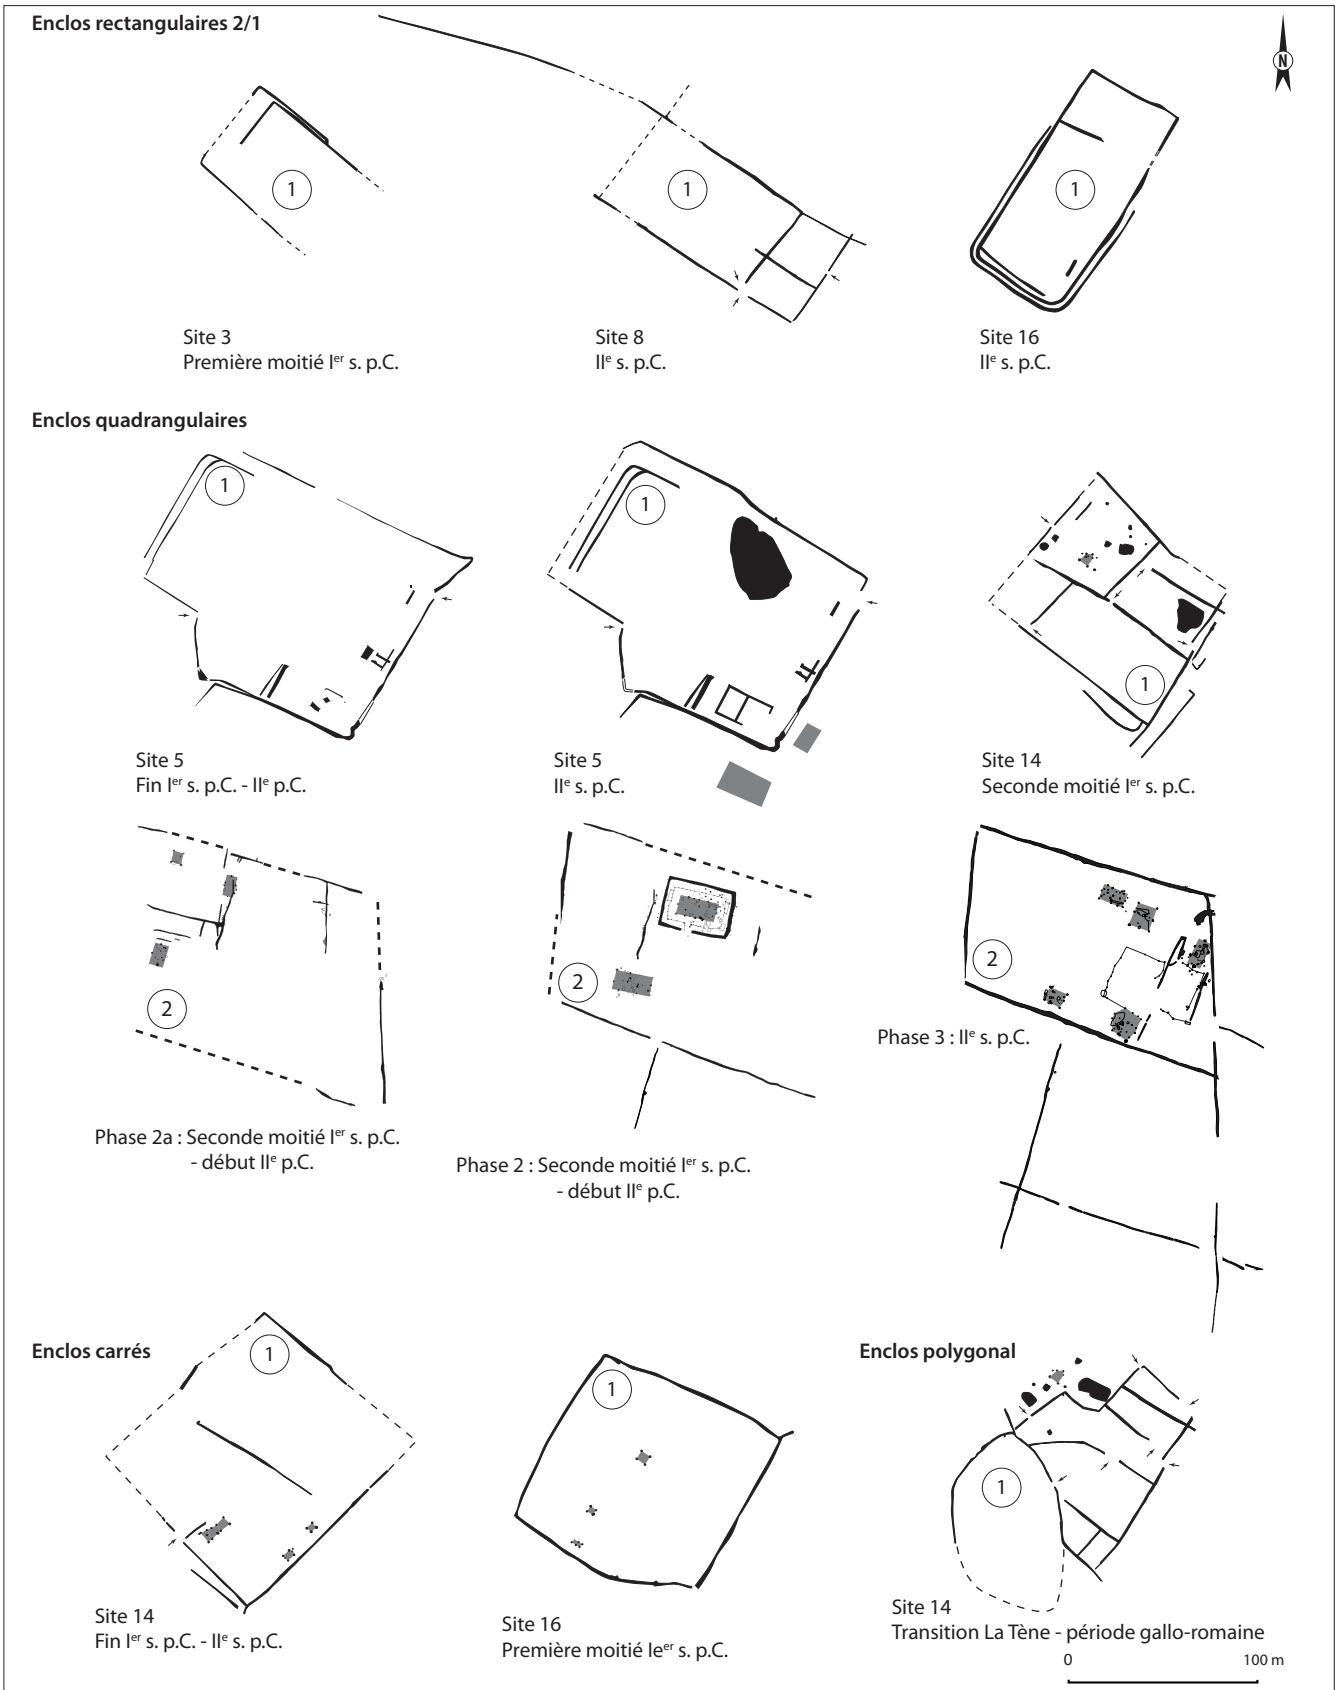 Enclos rectangulaires 2/1
N
1
1
1
Site 3
Première moitié Ier s. p.C.
Site 8
IIe s. p.C.
Site 16
IIe s. p.C.
Enclos quadrangulaires
1
1
1
Site 5
Fin Ier s. p.C. - IIe p.C.
Site 5
IIe s. p.C.
Site 14
Seconde moitié Ier s. p.C.
2
2
2
Phase 2a : Seconde moitié Ier s. p.C.
- début IIe p.C.
Phase 2 : Seconde moitié Ier s. p.C.
- début IIe p.C.
Phase 3 : IIe s. p.C.
Enclos carrés
1
1
Enclos polygonal
1
Site 14
Fin Ier s. p.C. - IIe s. p.C.
Site 16
Première moitié Ieer s. p.C.
Site 14
Transition La Tène - période gallo-romaine
0 100 m